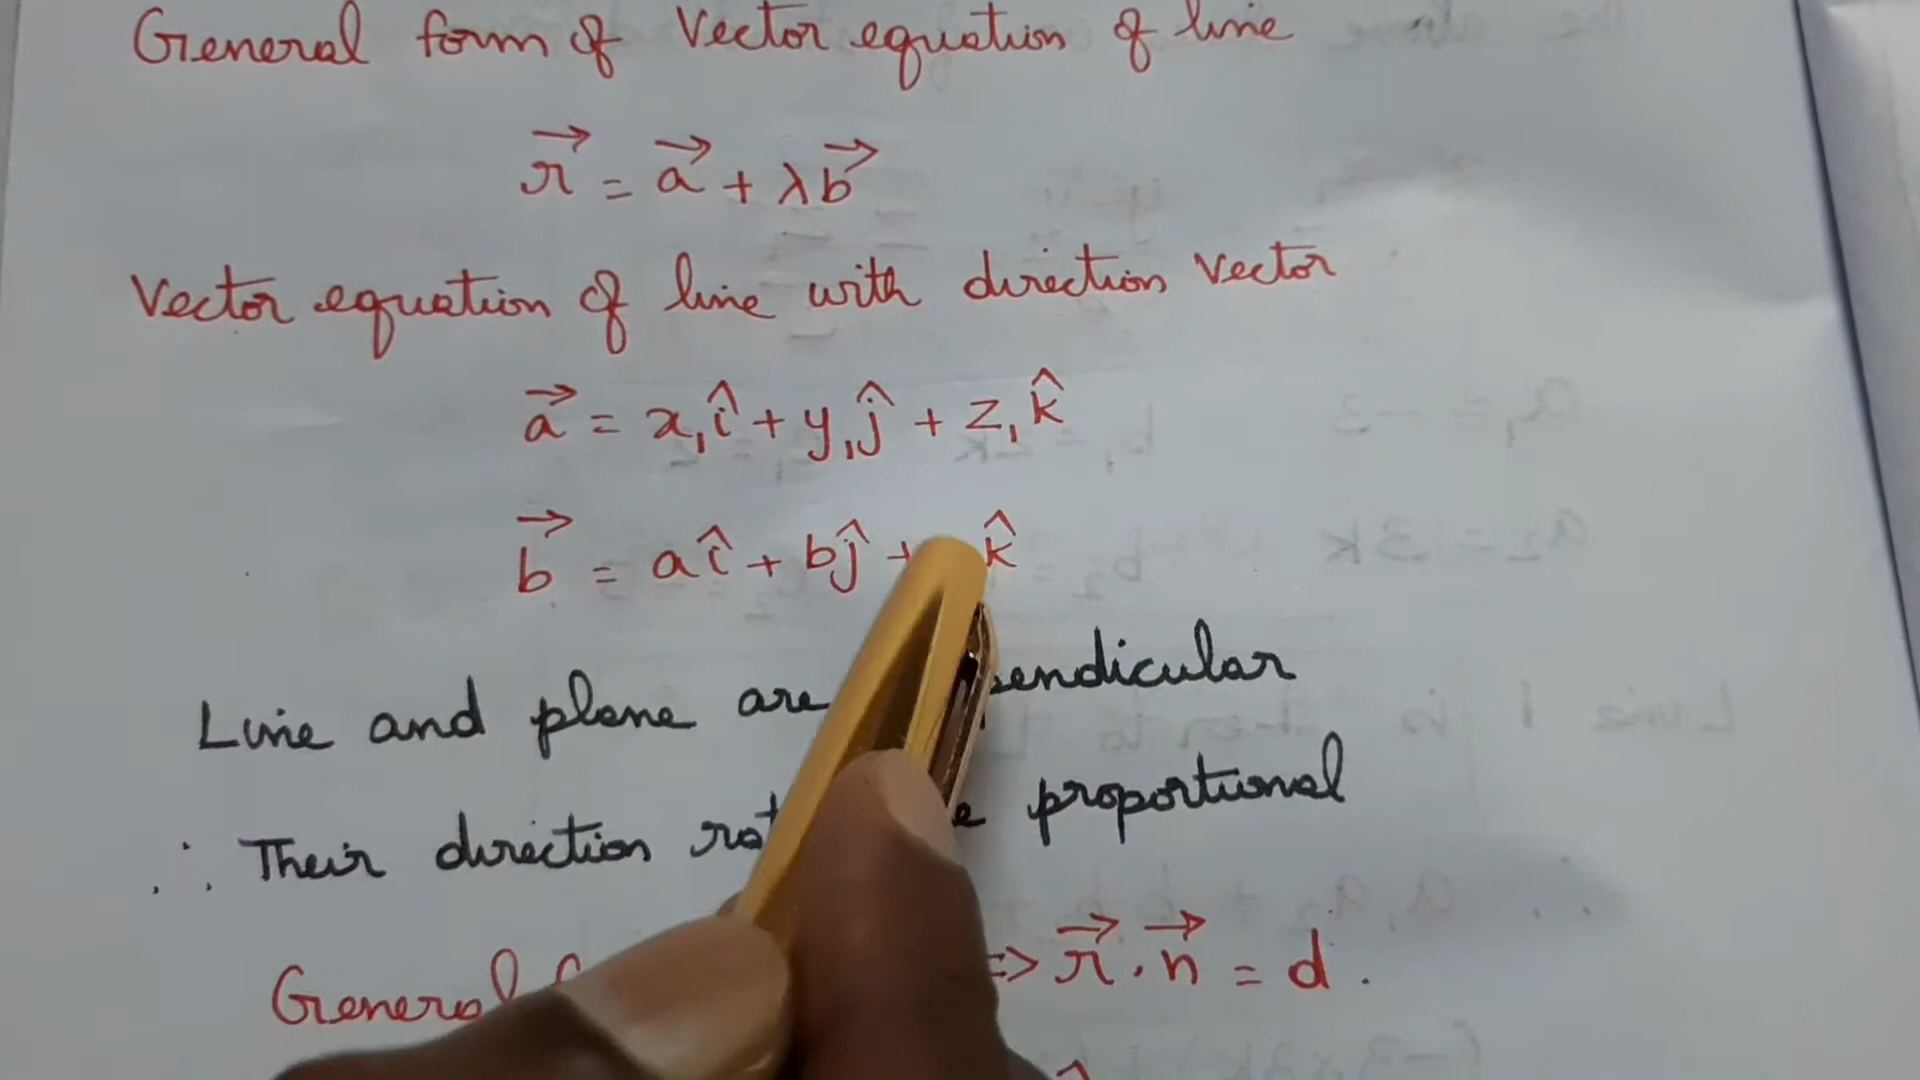 General form of Vector equation of line
r⃗ = a⃗ + λb⃗
Vector equation of line with direction vector
a⃗ = x₁î + y₁ĵ + z₁k̂
b⃗ = aî + bĵ + k̂
Line and plane are
Their direction proportional
General => r⃗ . n⃗ = d .